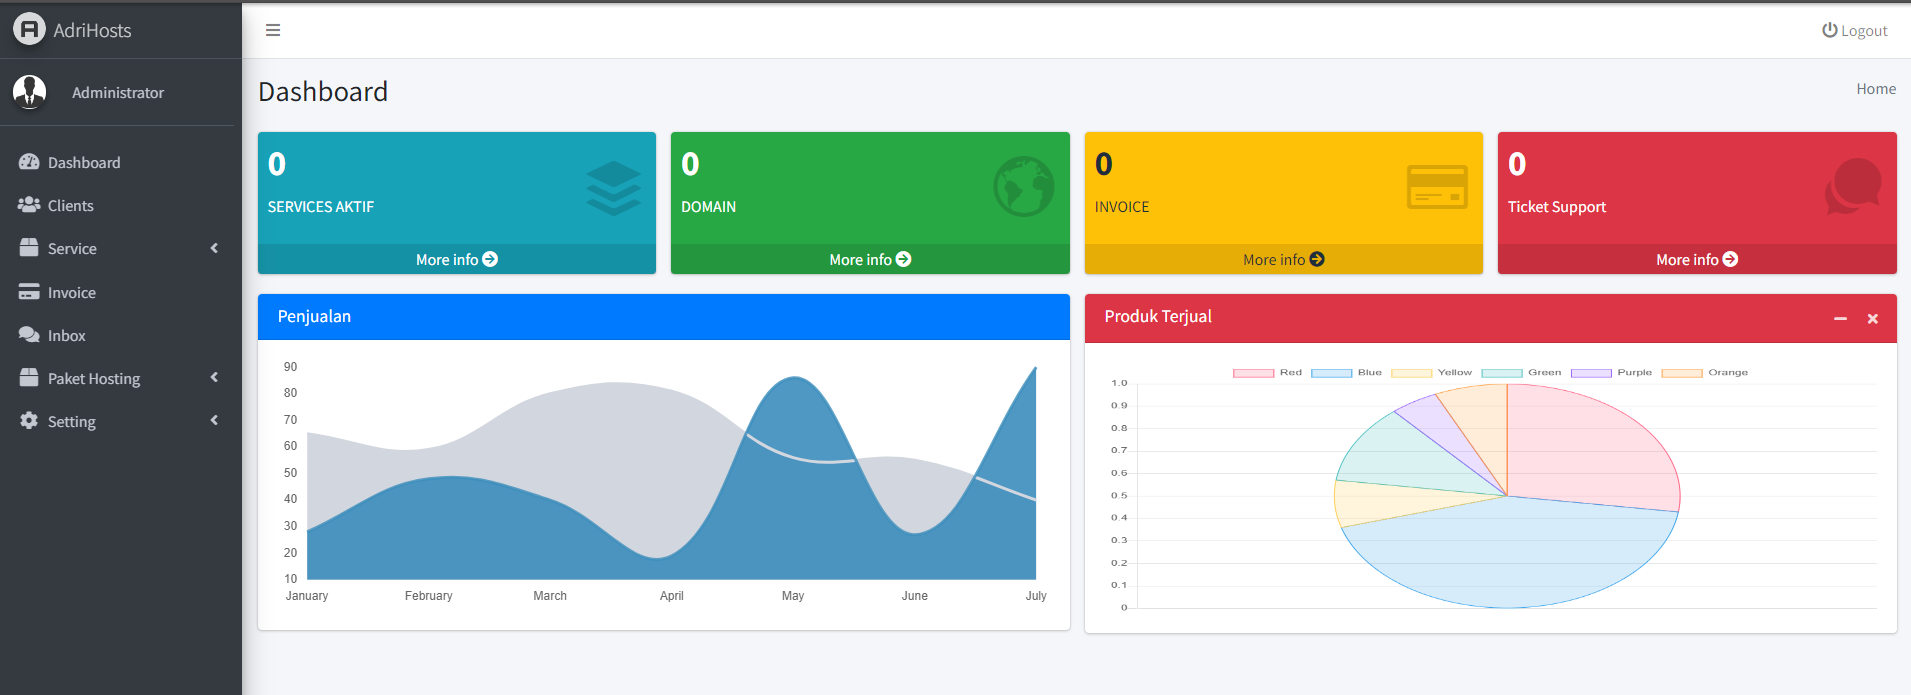 AdriHosts
Logout
Administrator
Dashboard
Clients
Service
Invoice
Inbox
Paket Hosting
Setting
Dashboard
Home
0
SERVICES AKTIF
More info
0
DOMAIN
More info
0
INVOICE
More info
0
Ticket Support
More info
Penjualan
90
80
70
60
50
40
30
20
10
January February March April May June July
Produk Terjual
Red Blue Yellow Green Purple Orange
1.0
0.9
0.8
0.7
0.6
0.5
0.4
0.3
0.2
0.1
0